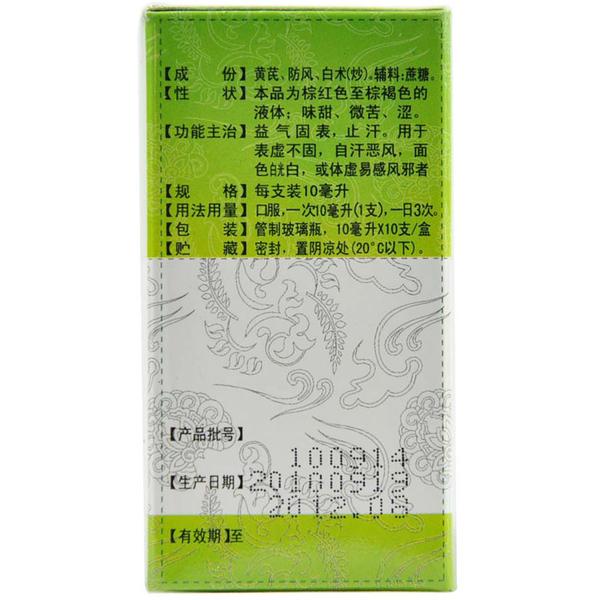 【成 份】黄芪、防风、白术(炒)。辅料:蔗糖。
【性 状】本品为棕红色至棕褐色的
液体；味甜、微苦、涩。
【功能主治】益气固表，止汗。用于
表虚不固，自汗恶风，面
色㿠白，或体虚易感风邪者
【规 格】每支装10毫升
【用法用量】口服，一次10毫升(1支)，一日3次。
【包 装】管制玻璃瓶，10毫升X10支/盒
【贮 藏】密封，置阴凉处(20°C以下)。
【产品批号】
100914
【生产日期】
2012.08
【有效期】至